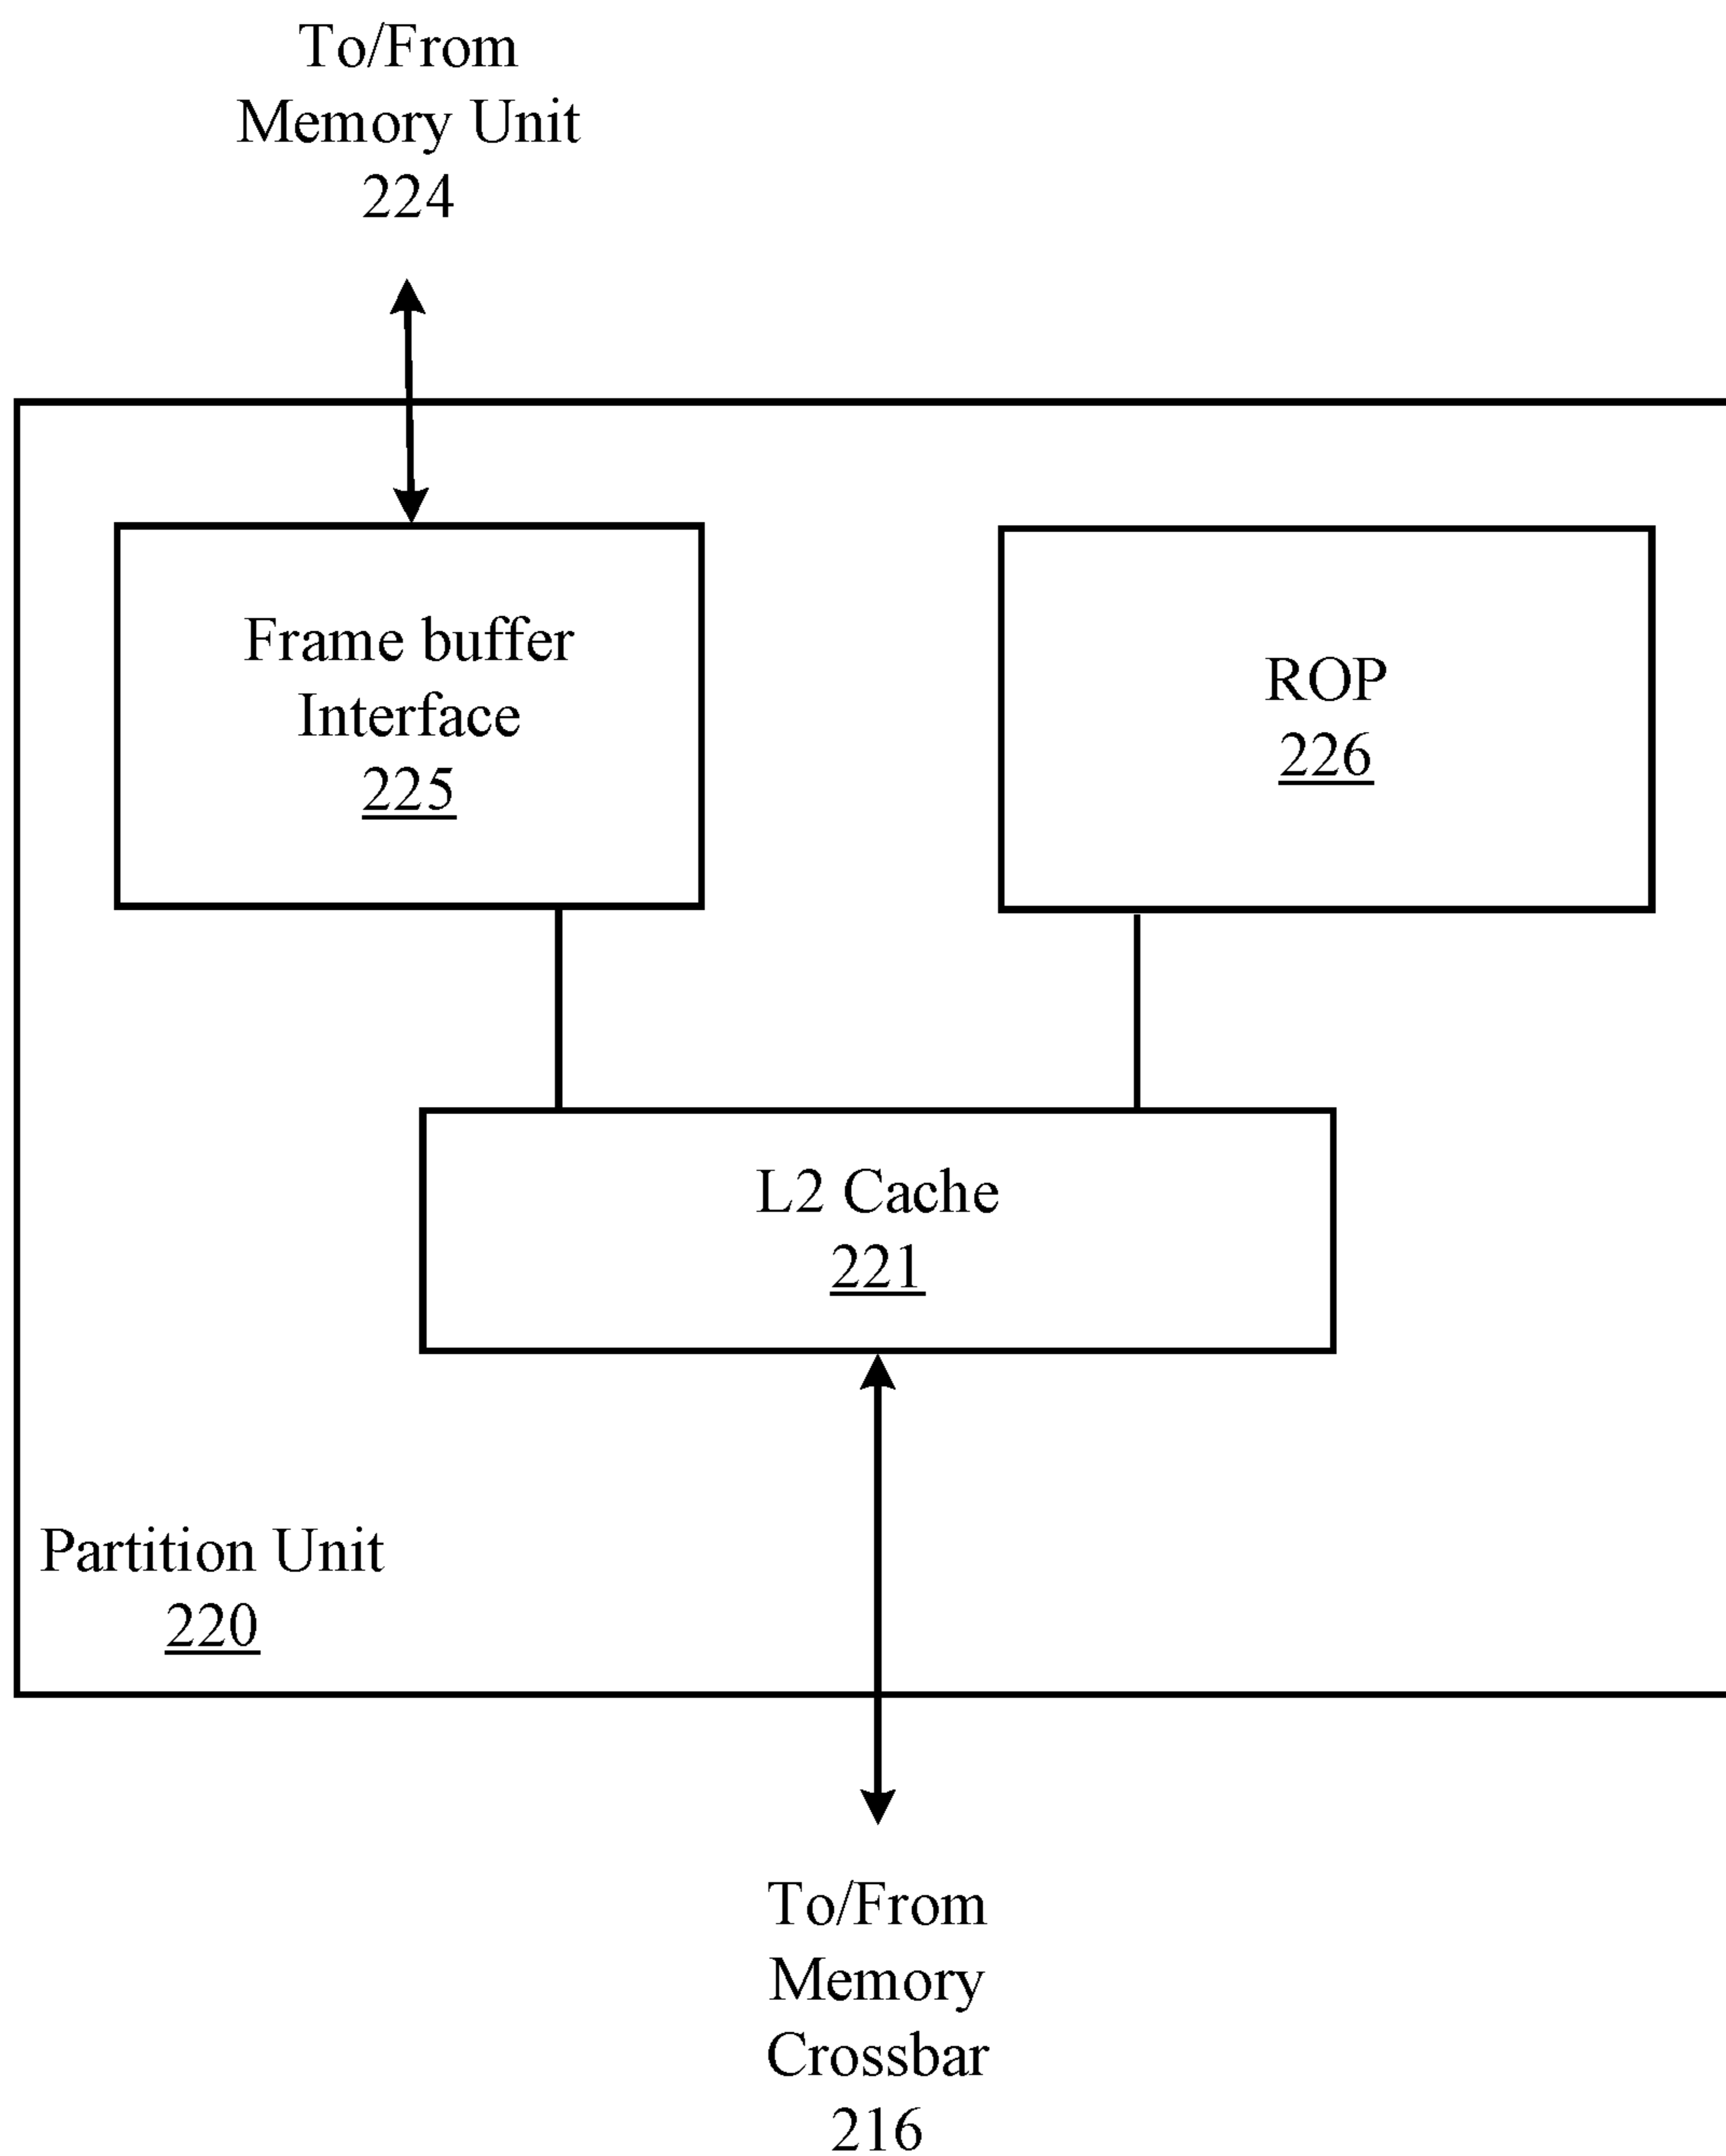 To/From
Memory Unit
224
Frame buffer
Interface
225
ROP
226
L2 Cache
221
Partition Unit
220
To/From
Memory
Crossbar
216